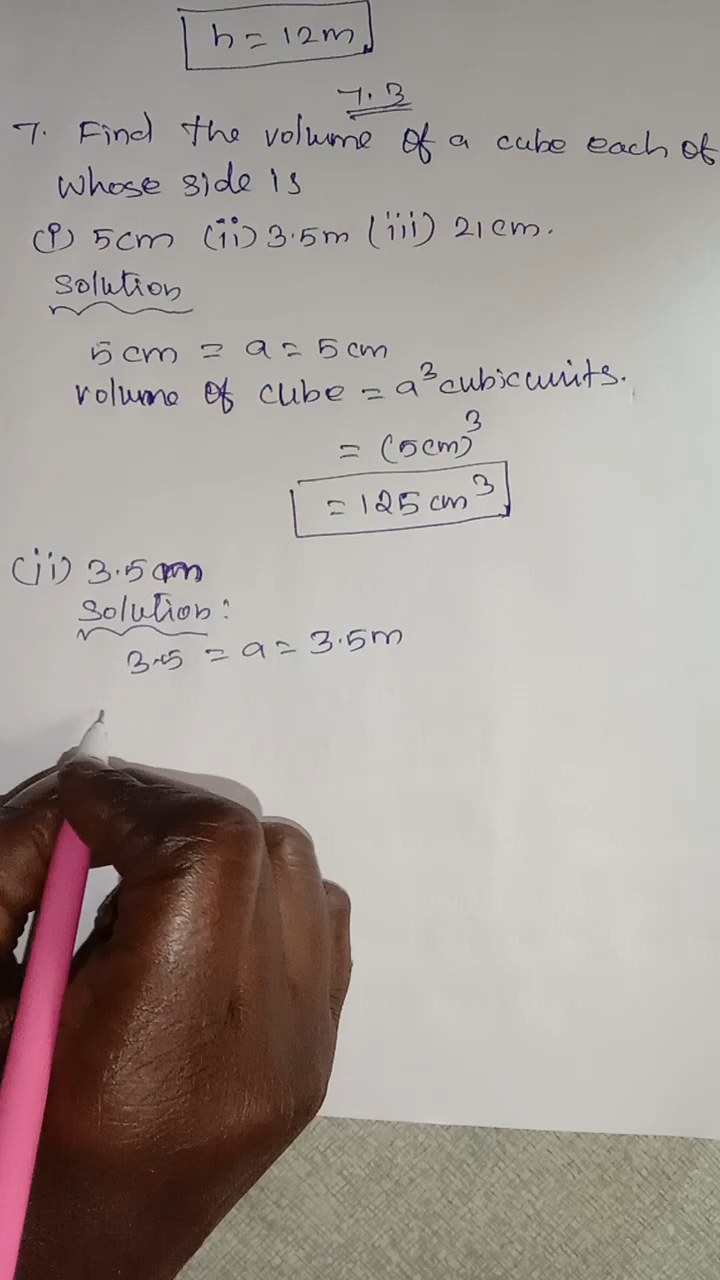 h = 12m
7.3
7. Find the volume of a cube each of
whose side is
(i) 5cm (ii) 3.5m (iii) 21cm.
Solution
5cm = a = 5cm
volume of cube = a³ cubic units.
= (5cm)³
= 125 cm³
(ii) 3.5m
Solution:
3.5 = a = 3.5m